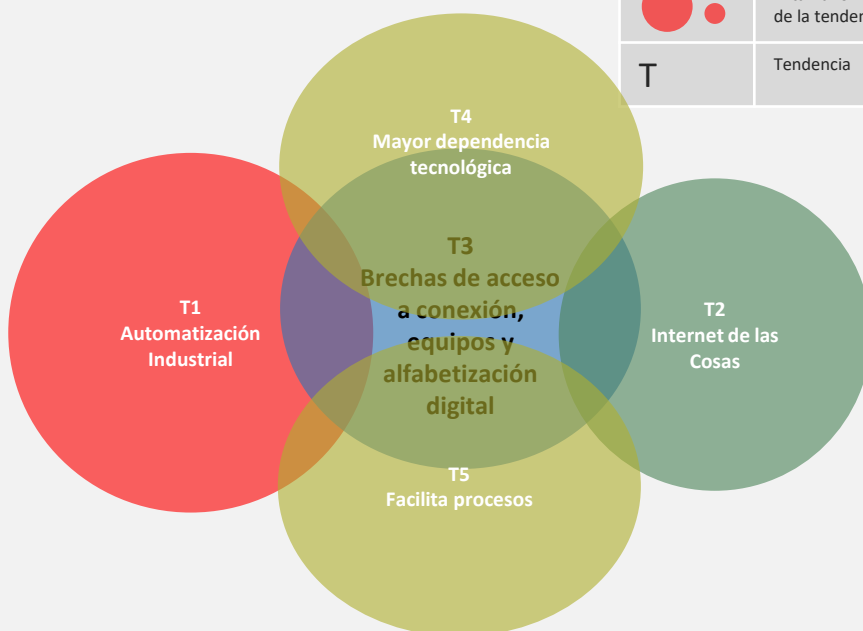 de la tenden
T
Tendencia
T4
Mayor dependencia
tecnológica
T3
Brechas de acceso
a conexión,
equipos y
alfabetización
digital
T1
Automatización
Industrial
T2
Internet de las
Cosas
T5
Facilita procesos